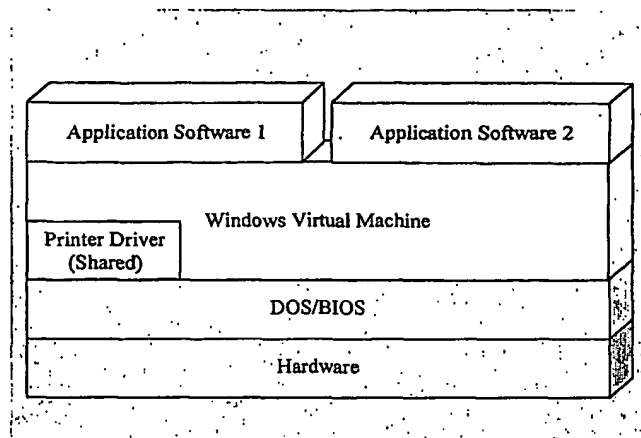 Application Software 1
Application Software 2
Windows Virtual Machine
Printer Driver
(Shared)
DOS/BIOS
Hardware